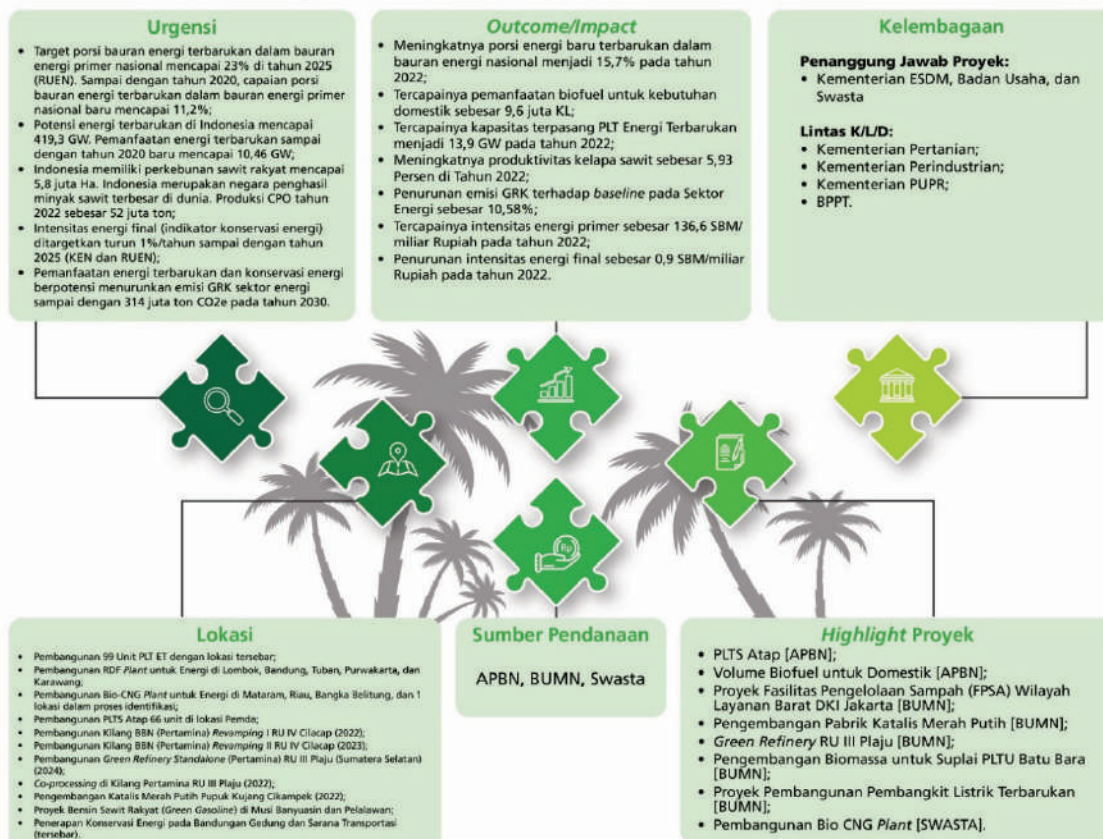 Urgensi
• Target porsi bauran energi terbarukan dalam bauran
energi primer nasional mencapai 23% di tahun 2025
(RUEN). Sampai dengan tahun 2020, capaian porsi
bauran energi terbarukan dalam bauran energi primer
nasional baru mencapai 11,2%;
• Potensi energi terbarukan di Indonesia mencapai
419,3 GW. Pemanfaatan energi terbarukan sampai
dengan tahun 2020 baru mencapai 10,46 GW;
• Indonesia memiliki perkebunan sawit rakyat mencapai
5,8 juta Ha. Indonesia merupakan negara penghasil
minyak sawit terbesar di dunia. Produksi CPO tahun
2022 sebesar 52 juta ton;
• Intensitas energi final (indikator konservasi energi)
ditargetkan turun 1%/tahun sampai dengan tahun
2025 (KEN dan RUEN);
• Pemanfaatan energi terbarukan dan konservasi energi
berpotensi menurunkan emisi GRK sektor energi
sampai dengan 314 juta ton CO2e pada tahun 2030.
Outcome/Impact
• Meningkatnya porsi energi baru terbarukan dalam
bauran energi nasional menjadi 15,7% pada tahun
2022;
• Tercapainya pemanfaatan biofuel untuk kebutuhan
domestik sebesar 9,6 juta KL;
• Tercapainya kapasitas terpasang PLT Energi Terbarukan
menjadi 13,9 GW pada tahun 2022;
• Meningkatnya produktivitas kelapa sawit sebesar 5,93
Persen di Tahun 2022;
• Penurunan emisi GRK terhadap baseline pada Sektor
Energi sebesar 10,58%;
• Tercapainya intensitas energi primer sebesar 136,6 SBM/
miliar Rupiah pada tahun 2022;
• Penurunan intensitas energi final sebesar 0,9 SBM/miliar
Rupiah pada tahun 2022.
Kelembagaan
Penanggung Jawab Proyek:
• Kementerian ESDM, Badan Usaha, dan
Swasta
Lintas K/L/D:
• Kementerian Pertanian;
• Kementerian Perindustrian;
• Kementerian PUPR;
• BPPT.
Rp
Lokasi
• Pembangunan 99 Unit PLT ET dengan lokasi tersebar;
• Pembangunan RDF Plant untuk Energi di Lombok, Bandung, Tuban, Purwakarta, dan
Karawang;
• Pembangunan Bio-CNG Plant untuk Energi di Mataram, Riau, Bangka Belitung, dan 1
lokasi dalam proses identifikasi;
• Pembangunan PLTS Atap 66 unit di lokasi Pemda;
• Pembangunan Kilang BBN (Pertamina) Revamping I RU IV Cilacap (2022);
• Pembangunan Kilang BBN (Pertamina) Revamping II RU IV Cilacap (2023);
• Pembangunan Green Refinery Standalone (Pertamina) RU III Plaju (Sumatera Selatan)
(2024);
• Co-processing di Kilang Pertamina RU III Plaju (2022);
• Pengembangan Katalis Merah Putih Pupuk Kujang Cikampek (2022);
• Proyek Bensin Sawit Rakyat (Green Gasoline) di Musi Banyuasin dan Pelalawan;
• Penerapan Konservasi Energi pada Bandungan Gedung dan Sarana Transportasi
(tersebar).
Sumber Pendanaan
APBN, BUMN, Swasta
Highlight Proyek
• PLTS Atap [APBN];
• Volume Biofuel untuk Domestik [APBN];
• Proyek Fasilitas Pengelolaan Sampah (FPSA) Wilayah
Layanan Barat DKI Jakarta [BUMN];
• Pengembangan Pabrik Katalis Merah Putih [BUMN];
• Green Refinery RU III Plaju [BUMN];
• Pengembangan Biomassa untuk Suplai PLTU Batu Bara
[BUMN];
• Proyek Pembangunan Pembangkit Listrik Terbarukan
[BUMN];
• Pembangunan Bio CNG Plant [SWASTA].